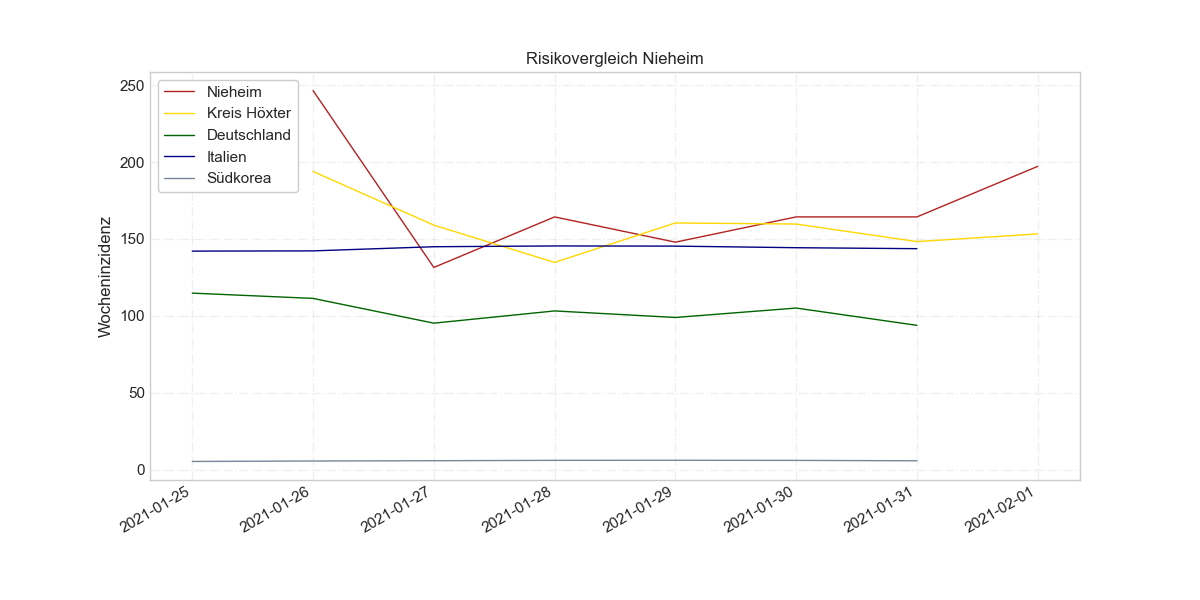 Risikovergleich Nieheim
Nieheim
Kreis Höxter
Deutschland
Italien
Südkorea
Wocheninzidenz
250
200
150
100
50
0
2021-01-25
2021-01-26
2021-01-27
2021-01-28
2021-01-29
2021-01-30
2021-01-31
2021-02-01